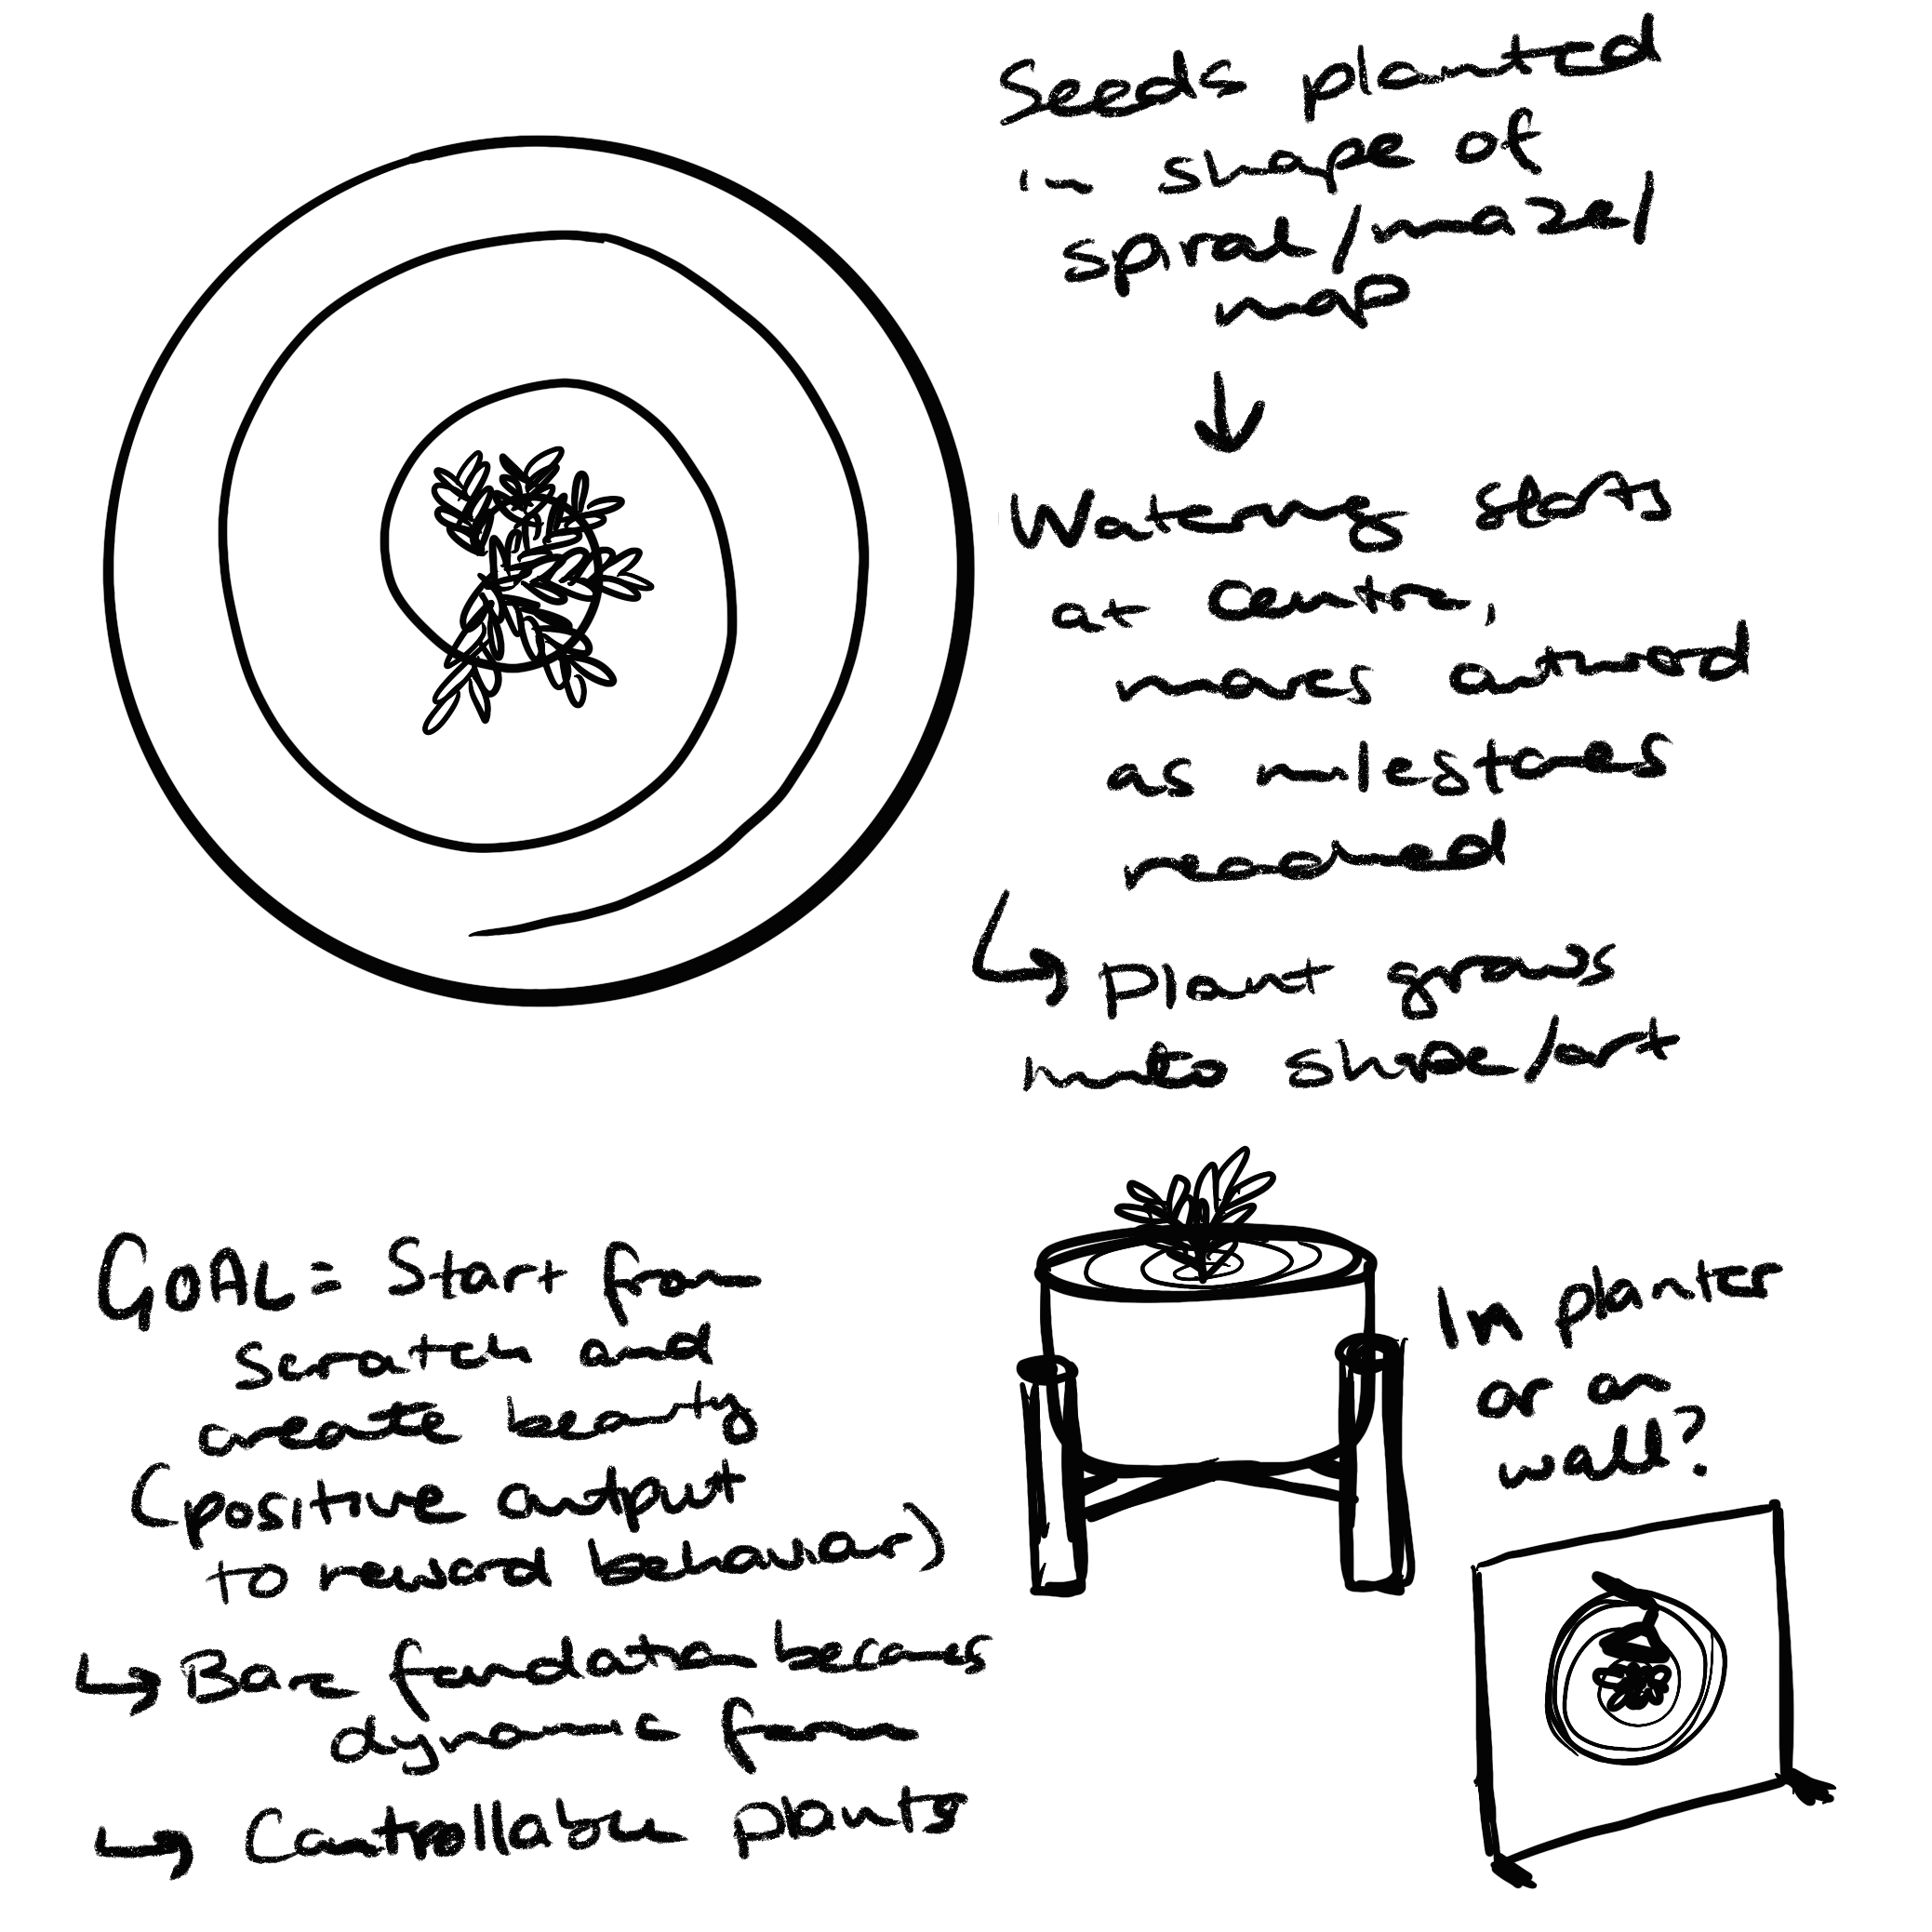 Seeds planted
in shape of
spiral/maze/
map
↓
Watering starts
at centre,
moves outward
as milestones
reached
↳ Plant grows
into shape/art
GOAL = Start from
scratch and
create beauty
(positive output
to reward behaviour)
↳ Bare foundation becomes
dynamic form
↳ Controllable plants
In planter
or on
wall?